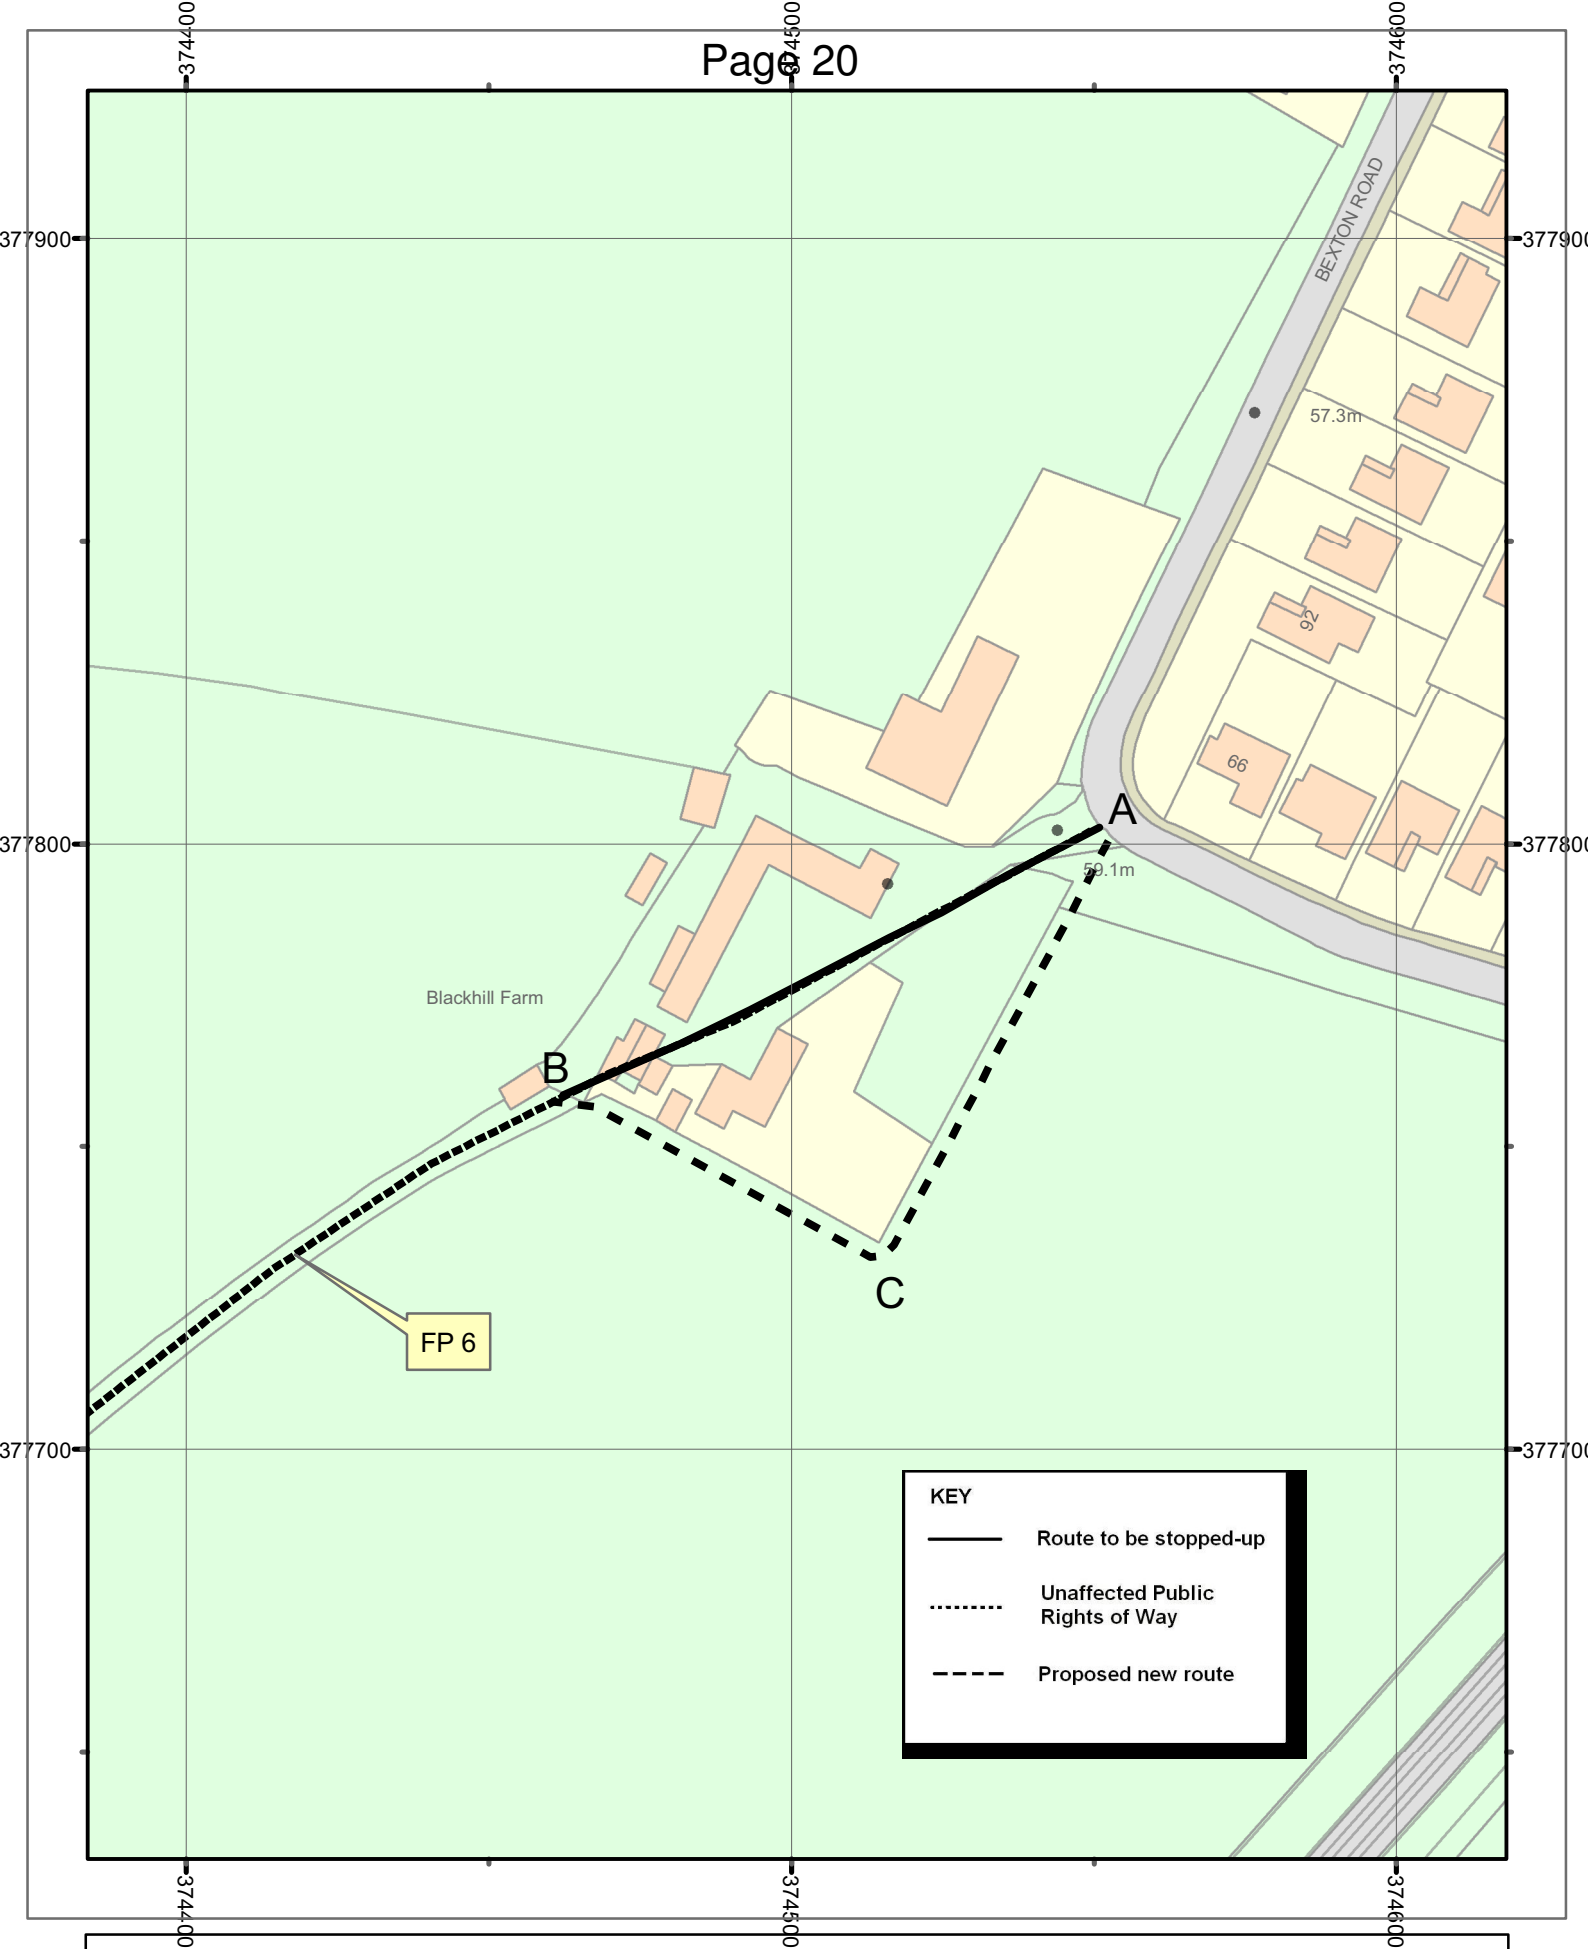 374400
374500
374600
Page 20
377900
377900
BEXTON ROAD
57.3m
92
66
A
377800
377800
59.1m
Blackhill Farm
B
C
FP 6
377700
377700
KEY
Route to be stopped-up
Unaffected Public
Rights of Way
Proposed new route
374400
374500
374600